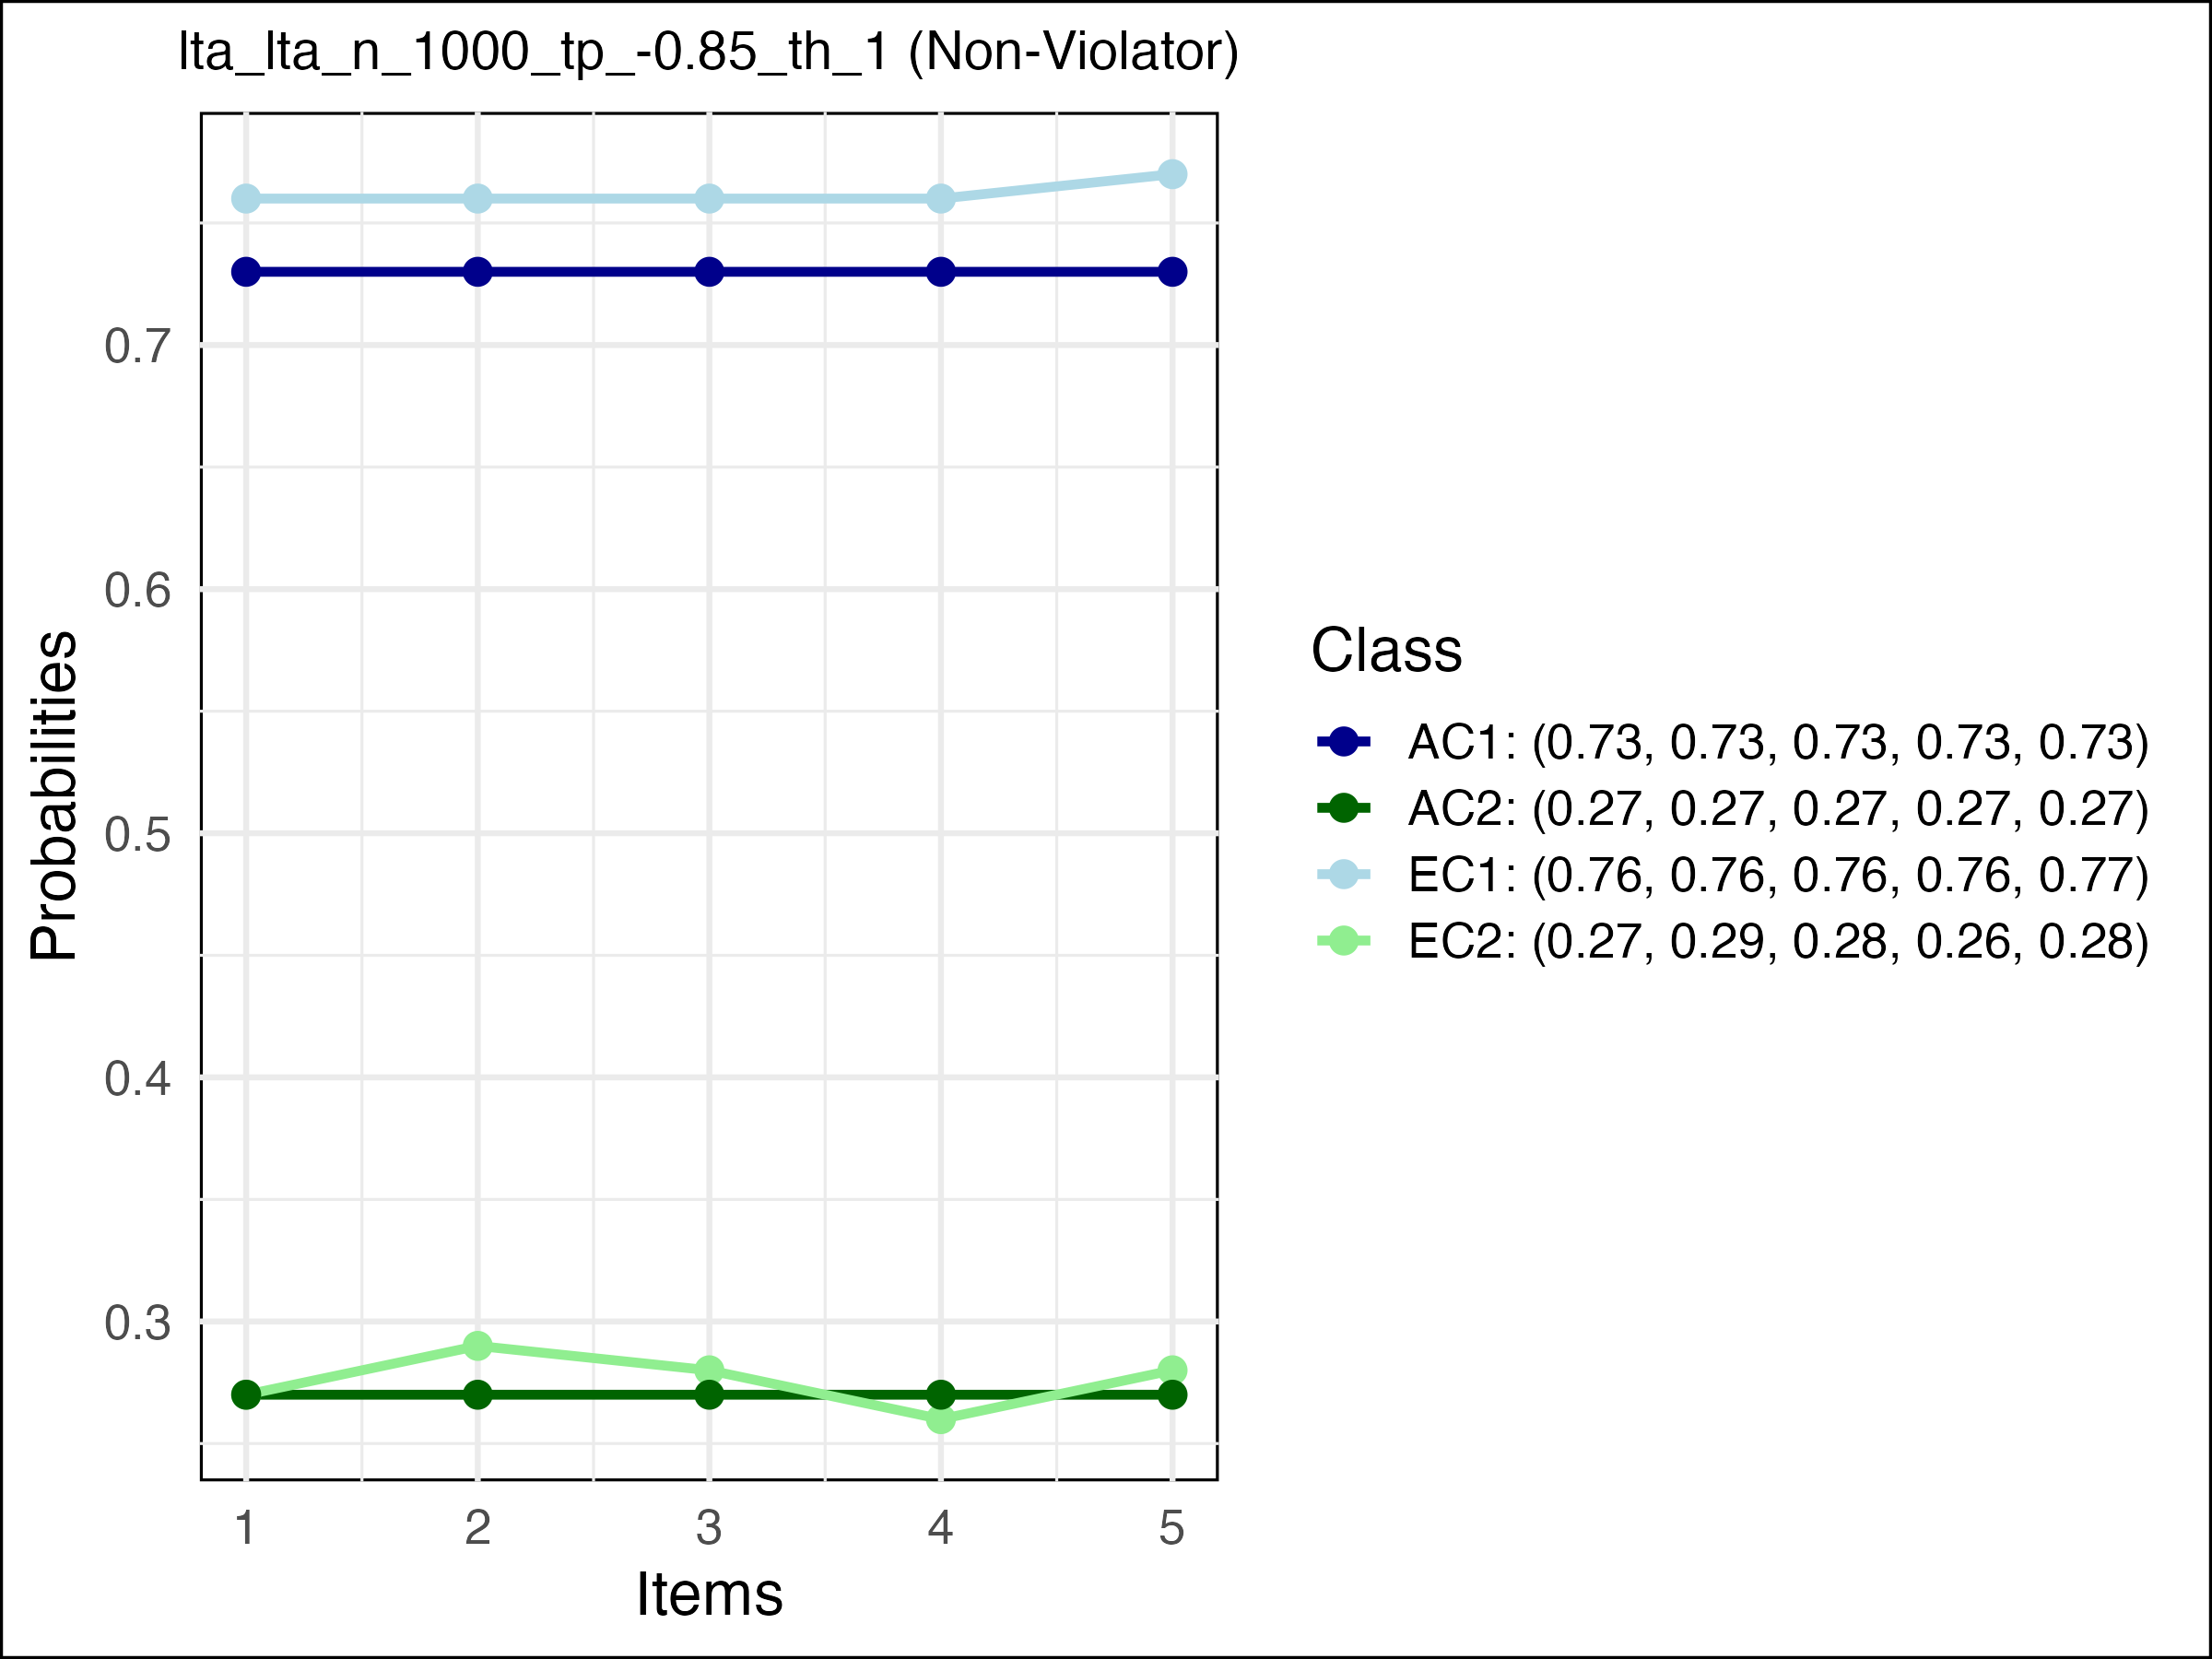 lta_lta_n_1000_tp_-0.85_th_1 (Non-Violator)
0.7
0.6
0.5
0.4
0.3
Probabilities
1 2 3 4 5
Items
Class
AC1: (0.73, 0.73, 0.73, 0.73, 0.73)
AC2: (0.27, 0.27, 0.27, 0.27, 0.27)
EC1: (0.76, 0.76, 0.76, 0.76, 0.77)
EC2: (0.27, 0.29, 0.28, 0.26, 0.28)